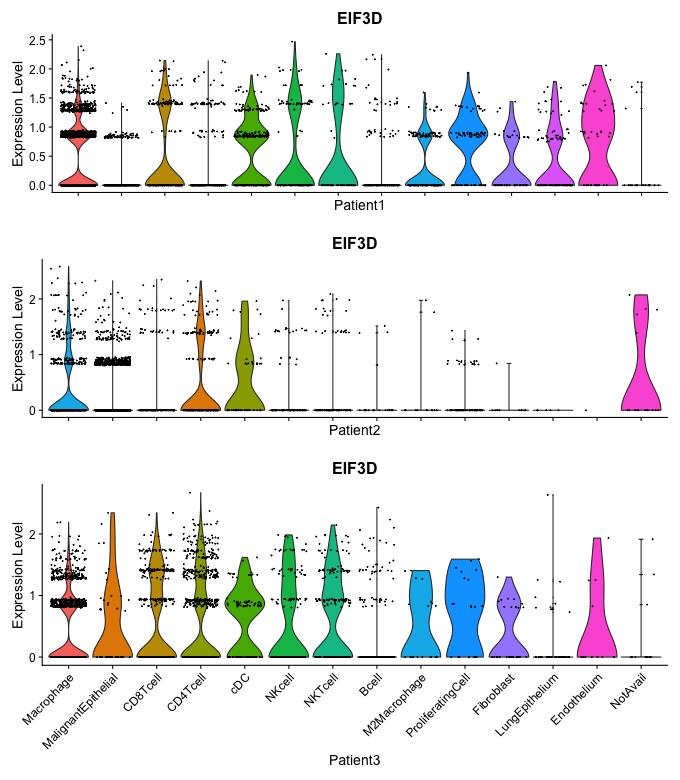 EIF3D
Expression Level
2.5
2.0
1.5
1.0
0.5
0.0
Patient1
EIF3D
Expression Level
2
1
0
Patient2
EIF3D
Expression Level
2
1
0
Macrophage
MalignantEpithelial
CD8Tcell
CD4Tcell
cDC
NKcell
NKTcell
Bcell
M2Macrophage
ProliferatingCell
Fibroblast
LungEpithelium
Endothelium
NotAvail
Patient3